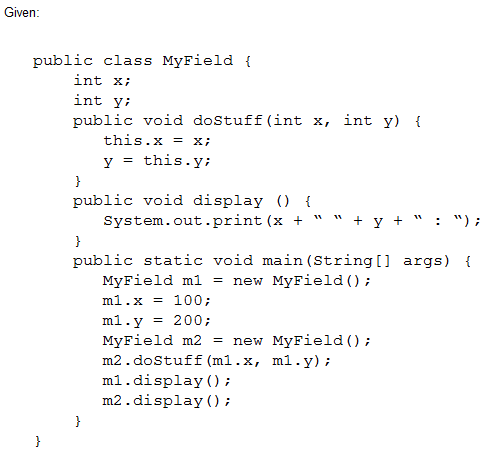 Given:
public class MyField {
int x;
int y;
public void doStuff(int x, int y) {
this.x = x;
y = this.y;
}
public void display () {
System.out.print(x + “ “ + y + “ : “);
}
public static void main(String[] args) {
MyField m1 = new MyField();
m1.x = 100;
m1.y = 200;
MyField m2 = new MyField();
m2.doStuff(m1.x, m1.y);
m1.display();
m2.display();
}
}